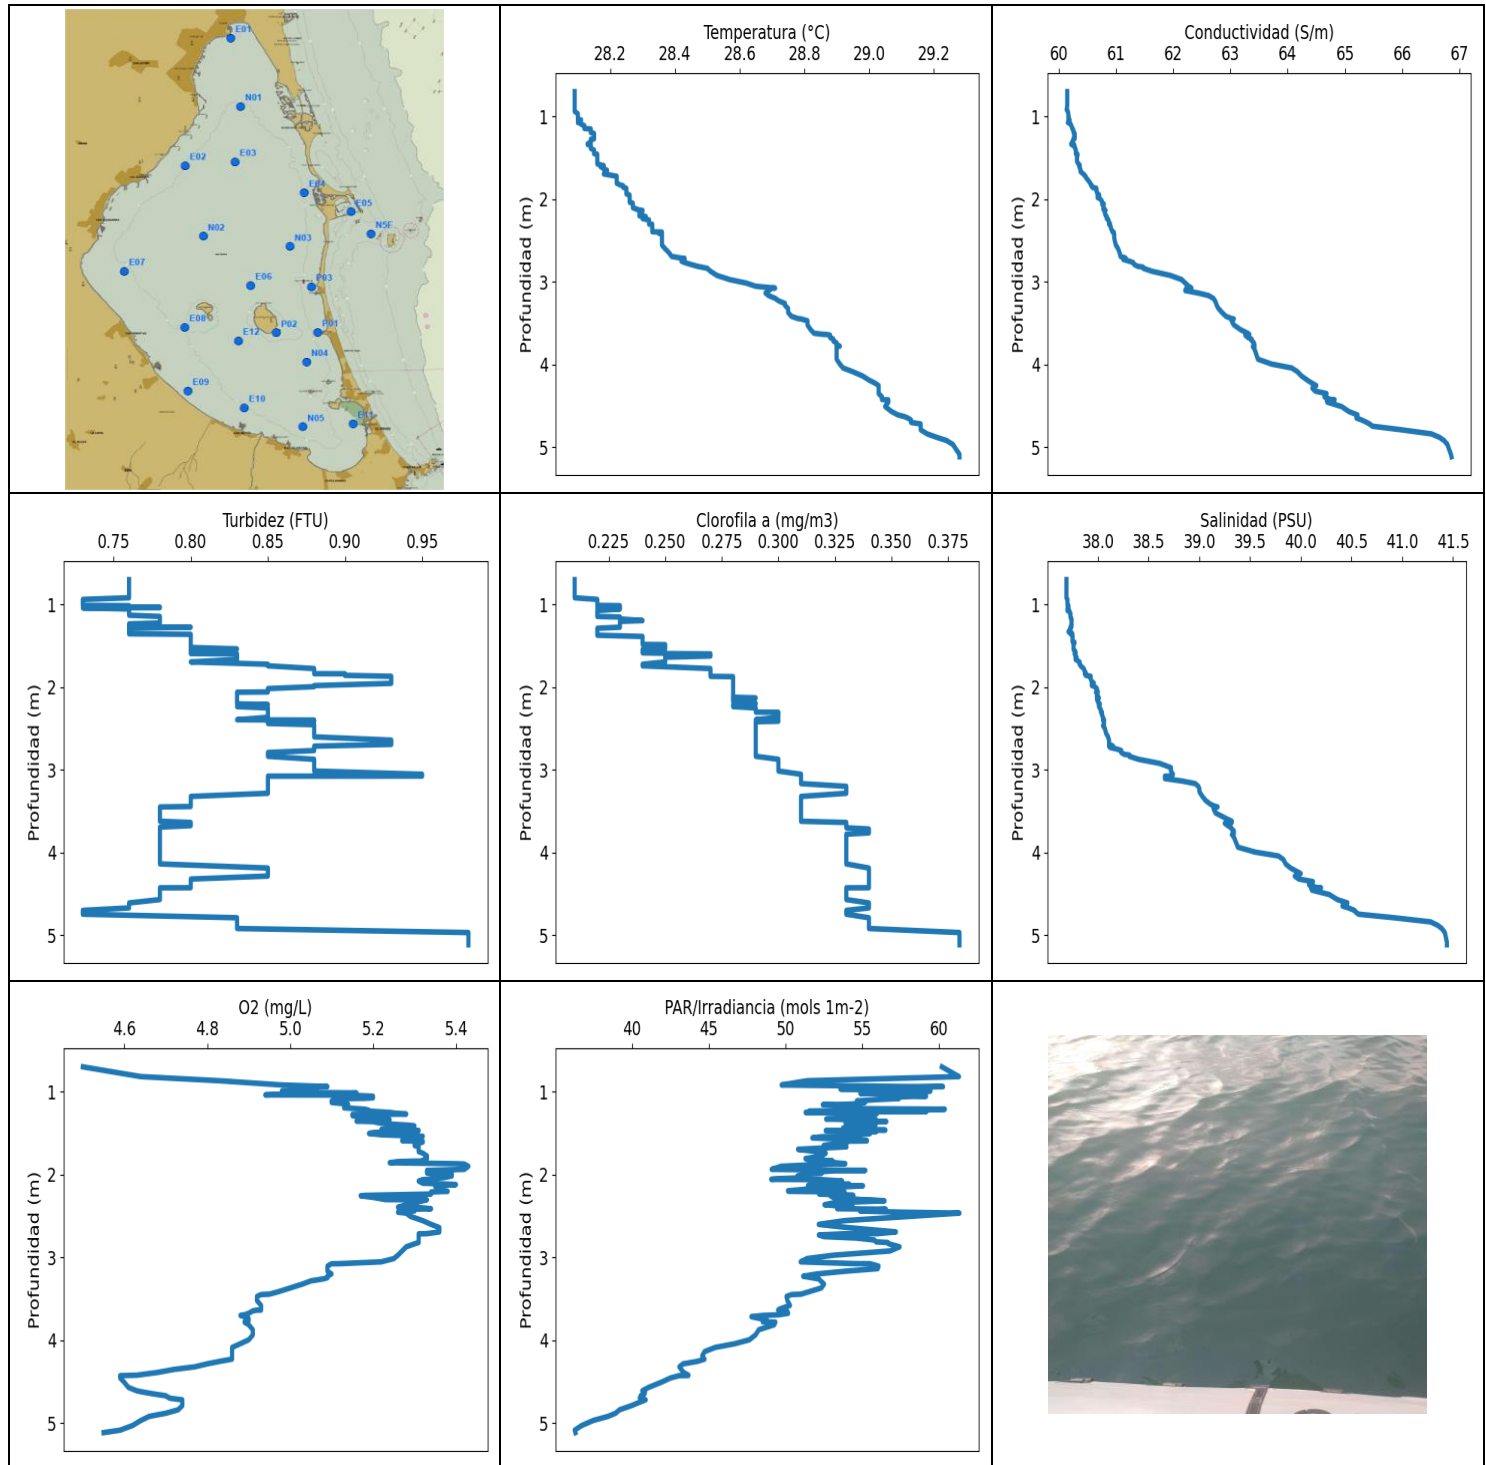 E01
N01
E02
E03
E04
E05
N5F
N02
N03
E07
E06
P03
E08
E12
P02
P01
N04
E09
E10
N05
E11
Temperatura (°C)
28.2 28.4 28.6 28.8 29.0 29.2
Profundidad (m)
1
2
3
4
5
Conductividad (S/m)
60 61 62 63 64 65 66 67
Profundidad (m)
1
2
3
4
5
Turbidez (FTU)
0.75 0.80 0.85 0.90 0.95
Profundidad (m)
1
2
3
4
5
Clorofila a (mg/m3)
0.225 0.250 0.275 0.300 0.325 0.350 0.375
Profundidad (m)
1
2
3
4
5
Salinidad (PSU)
38.0 38.5 39.0 39.5 40.0 40.5 41.0 41.5
Profundidad (m)
1
2
3
4
5
O2 (mg/L)
4.6 4.8 5.0 5.2 5.4
Profundidad (m)
1
2
3
4
5
PAR/Irradiancia (mols 1m-2)
40 45 50 55 60
Profundidad (m)
1
2
3
4
5